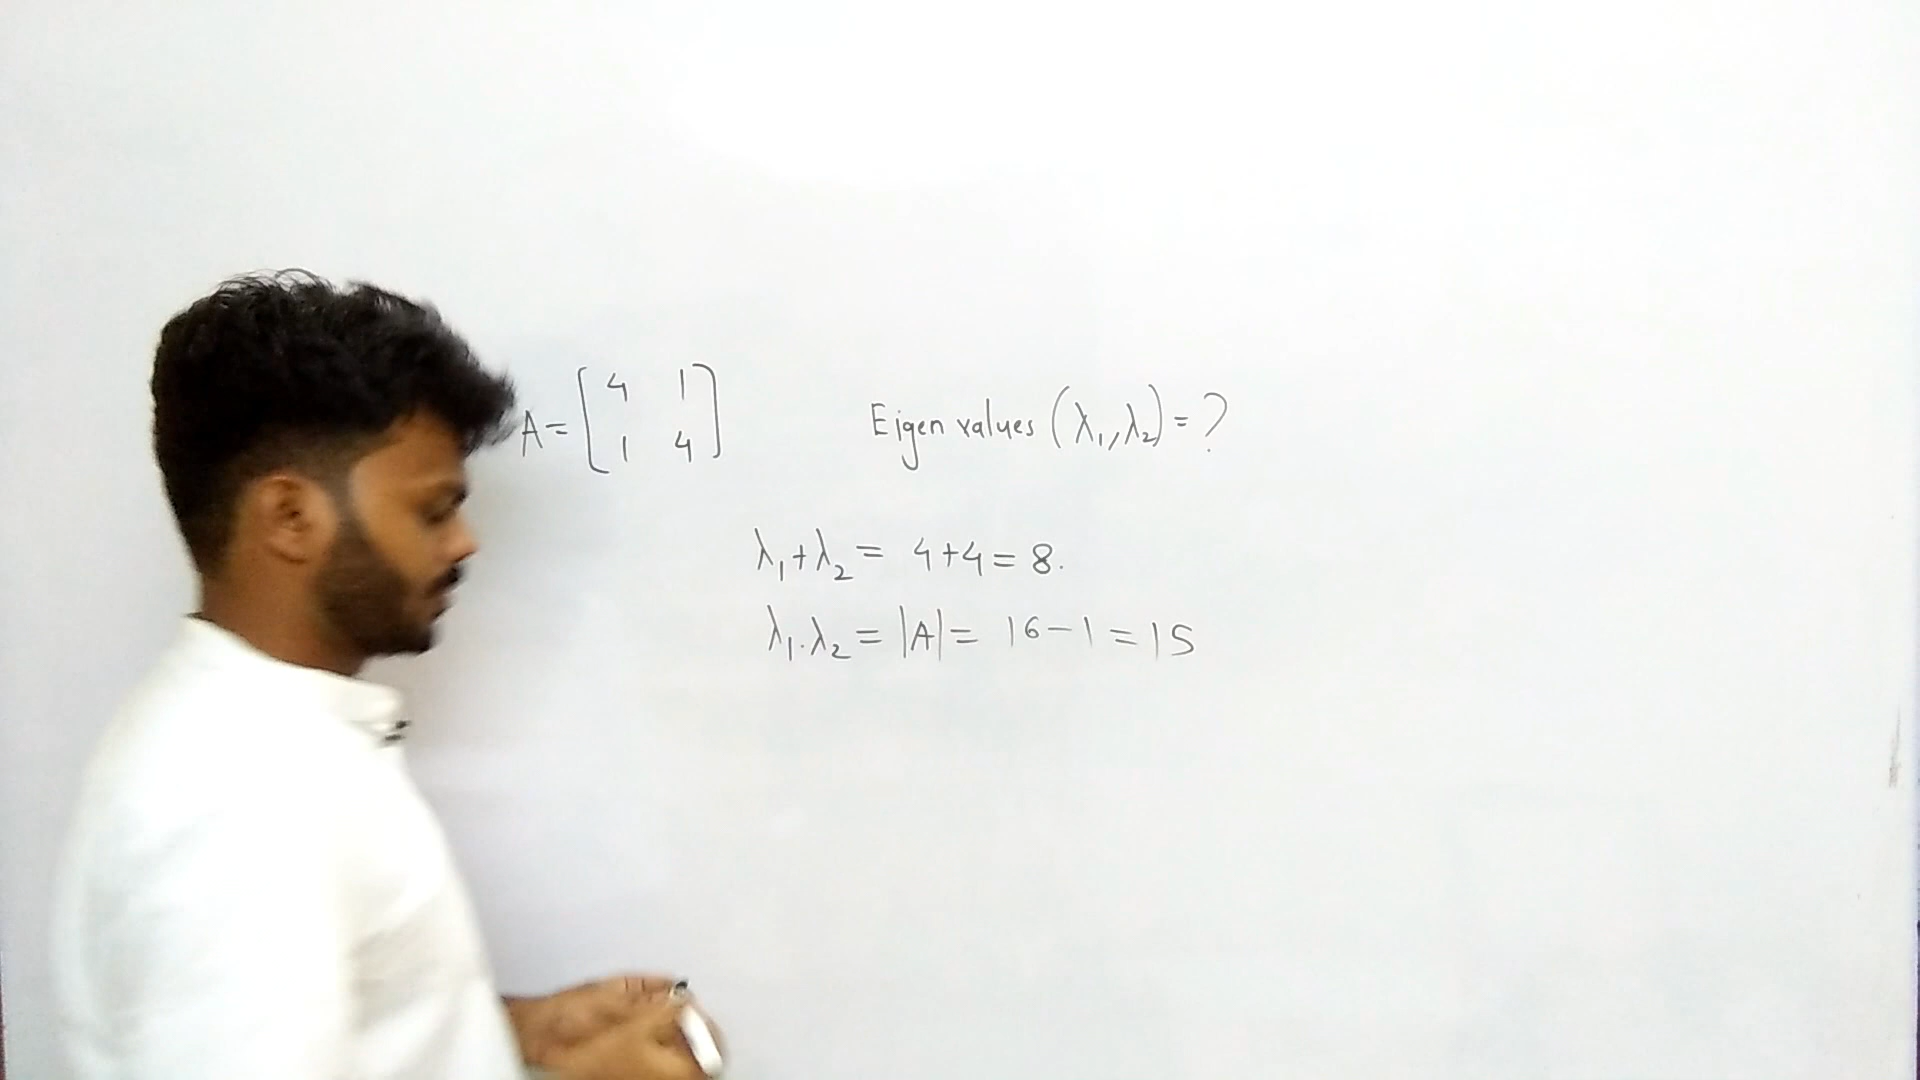 A = [4 1
1 4] Eigen values (λ₁, λ₂) = ?
λ₁ + λ₂ = 4 + 4 = 8.
λ₁ . λ₂ = |A| = 16 - 1 = 15